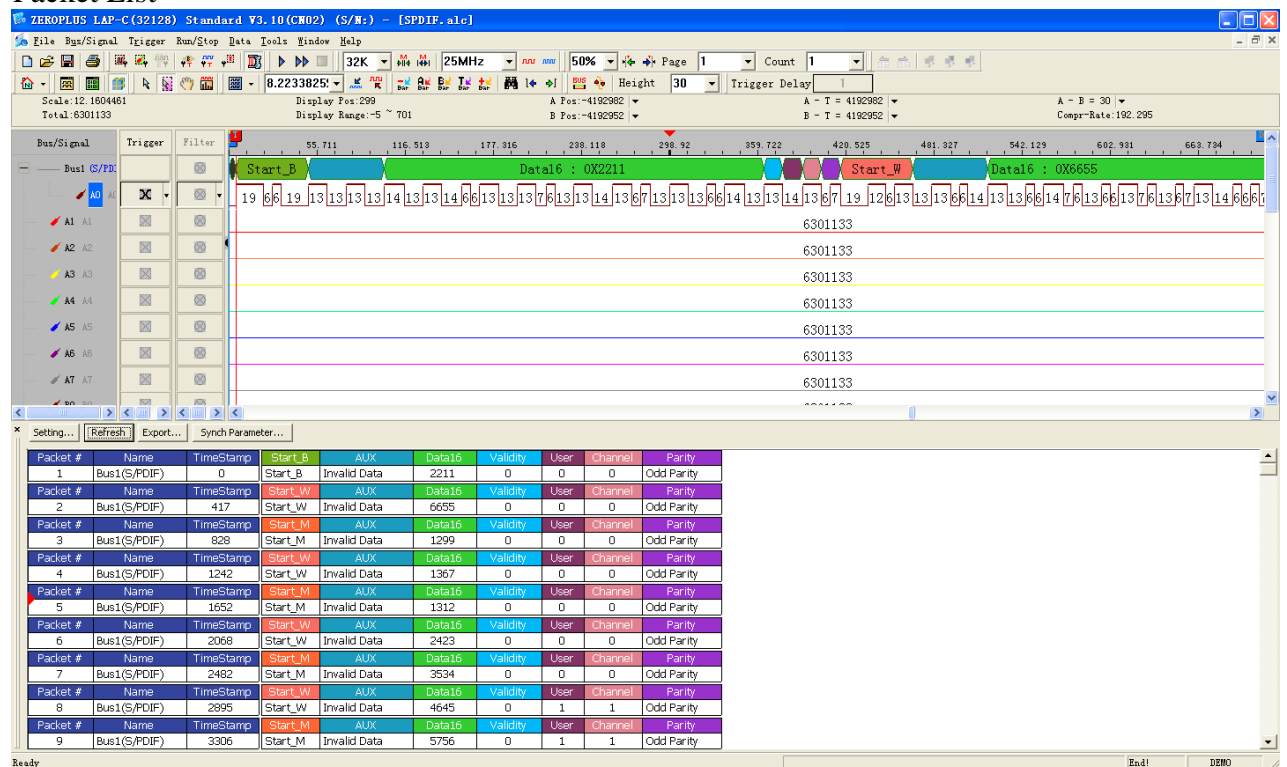 Packet List
ZEROPLUS LAP-C(32128) Standard V3.10(CN02) (S/N:) - [SPDIF.alc]
File Bus/Signal Trigger Run/Stop Data Tools Window Help
32K 25MHz 50% Page 1 Count 1
8.2233825: Bar Bar Bar Bar Bar Height 30 Trigger Delay 1
Scale:12.1604461 Display Pos:299 A Pos:-4192982 A - T = 4192982 A - B = 30
Total:6301133 Display Range:-5 ~ 701 B Pos:-4192952 B - T = 4192952 Compr-Rate:192.295
Bus/Signal Trigger Filter 55.711 116.513 177.316 238.118 298.92 359.722 420.525 481.327 542.129 602.931 663.734
Bus1 (S/PD: Start_B Data16 : 0X2211 Start_W Data16 : 0X6655
A0
A1 A1 6301133
A2 A2 6301133
A3 A3 6301133
A4 A4 6301133
A5 A5 6301133
A6 A6 6301133
A7 A7 6301133
Setting... Refresh Export... Synch Parameter...
Packet # Name TimeStamp Start_B AUX Data16 Validity User Channel Parity
1 Bus1(S/PDIF) 0 Start_B Invalid Data 2211 0 0 0 Odd Parity
Packet # Name TimeStamp Start_W AUX Data16 Validity User Channel Parity
2 Bus1(S/PDIF) 417 Start_W Invalid Data 6655 0 0 0 Odd Parity
Packet # Name TimeStamp Start_M AUX Data16 Validity User Channel Parity
3 Bus1(S/PDIF) 828 Start_M Invalid Data 1299 0 0 0 Odd Parity
Packet # Name TimeStamp Start_W AUX Data16 Validity User Channel Parity
4 Bus1(S/PDIF) 1242 Start_W Invalid Data 1367 0 0 0 Odd Parity
Packet # Name TimeStamp Start_M AUX Data16 Validity User Channel Parity
5 Bus1(S/PDIF) 1652 Start_M Invalid Data 1312 0 0 0 Odd Parity
Packet # Name TimeStamp Start_W AUX Data16 Validity User Channel Parity
6 Bus1(S/PDIF) 2068 Start_W Invalid Data 2423 0 0 0 Odd Parity
Packet # Name TimeStamp Start_M AUX Data16 Validity User Channel Parity
7 Bus1(S/PDIF) 2482 Start_M Invalid Data 3534 0 0 0 Odd Parity
Packet # Name TimeStamp Start_W AUX Data16 Validity User Channel Parity
8 Bus1(S/PDIF) 2895 Start_W Invalid Data 4645 0 1 1 Odd Parity
Packet # Name TimeStamp Start_M AUX Data16 Validity User Channel Parity
9 Bus1(S/PDIF) 3306 Start_M Invalid Data 5756 0 1 1 Odd Parity
Ready End! DEMO